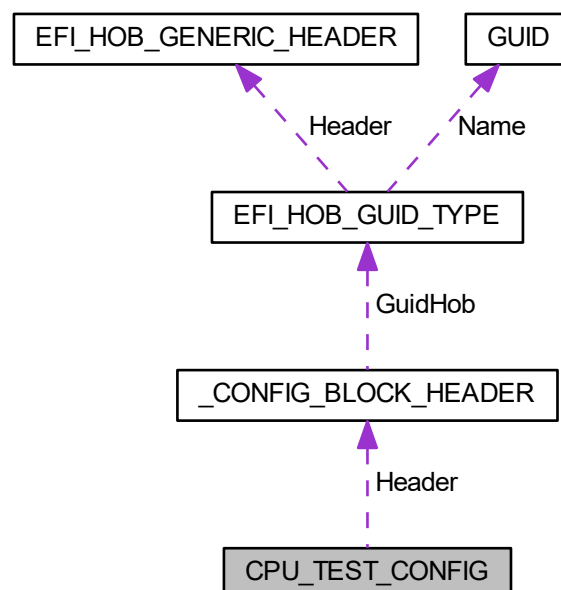 EFI_HOB_GENERIC_HEADER
GUID
Header
Name
EFI_HOB_GUID_TYPE
GuidHob
_CONFIG_BLOCK_HEADER
Header
CPU_TEST_CONFIG